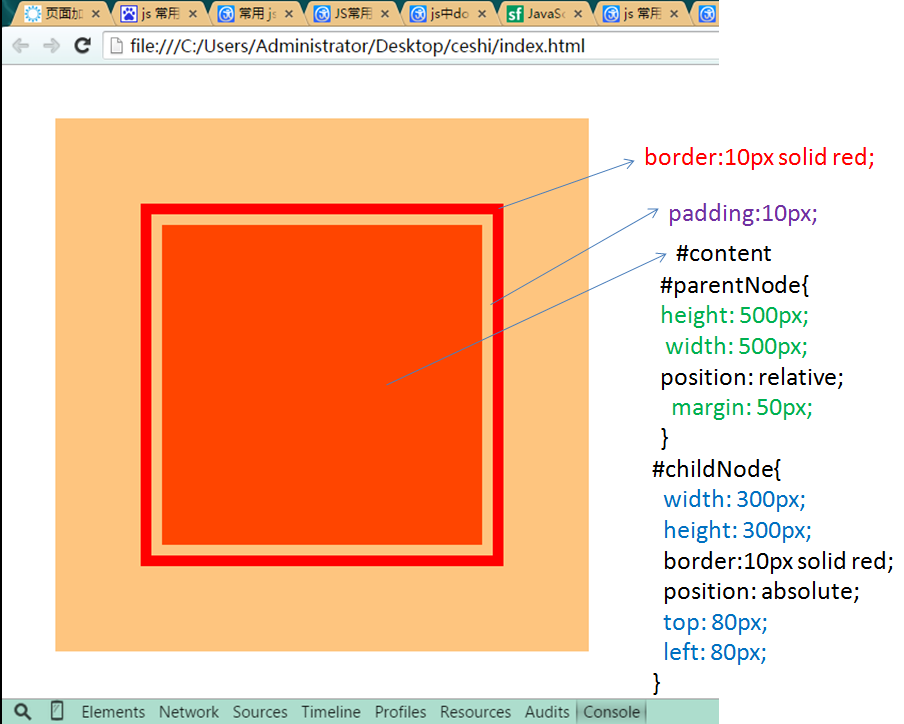 页面加
js 常用
常用 js
JS常用
js中do
JavaSc
js 常用
file:///C:/Users/Administrator/Desktop/ceshi/index.html
border:10px solid red;
padding:10px;
#content
#parentNode{
height: 500px;
width: 500px;
position: relative;
margin: 50px;
}
#childNode{
width: 300px;
height: 300px;
border:10px solid red;
position: absolute;
top: 80px;
left: 80px;
}
Elements Network Sources Timeline Profiles Resources Audits Console